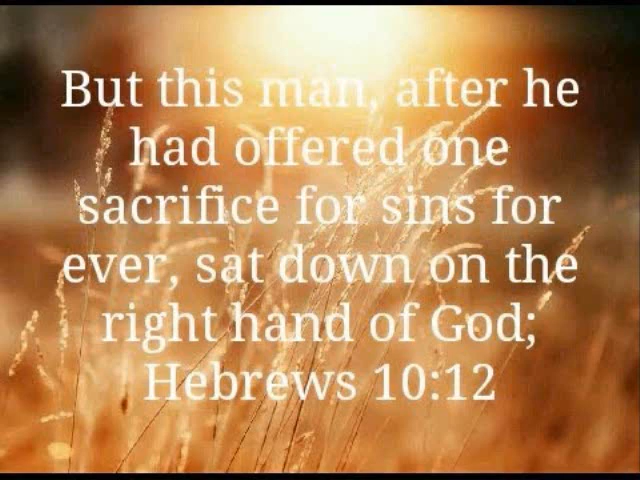 But this man, after he
had offered one
sacrifice for sins for
ever, sat down on the
right hand of God;
Hebrews 10:12